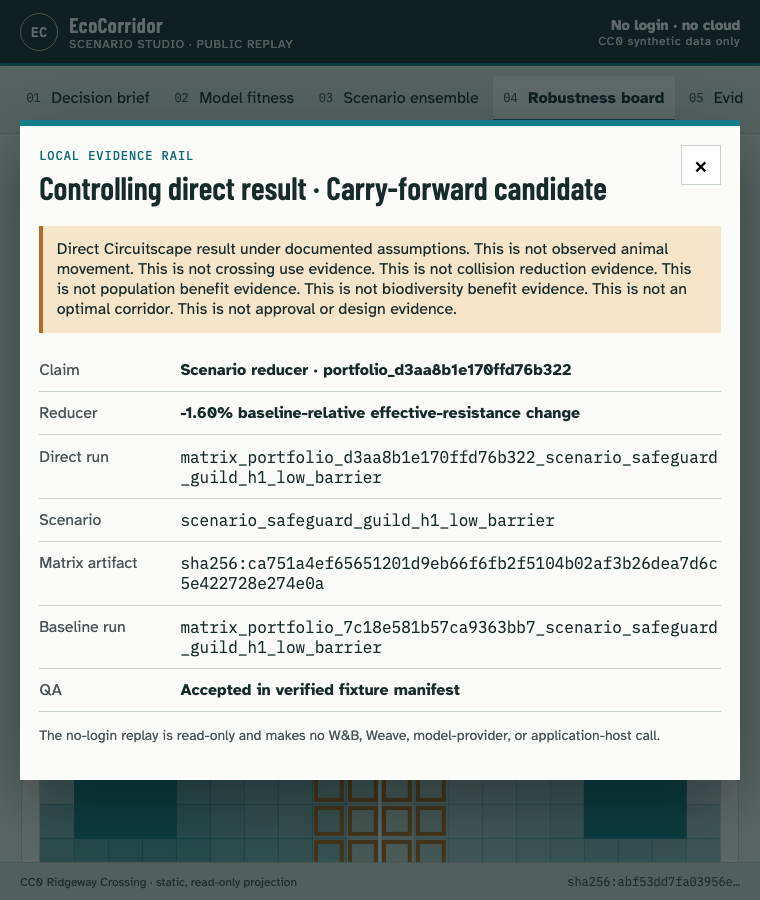 EC
EcoCorridor
SCENARIO STUDIO · PUBLIC REPLAY
No login · no cloud
CC0 synthetic data only
01 Decision brief
02 Model fitness
03 Scenario ensemble
04 Robustness board
05 Evid
LOCAL EVIDENCE RAIL
Controlling direct result · Carry-forward candidate
×
Direct Circuitscape result under documented assumptions. This is not observed animal
movement. This is not crossing use evidence. This is not collision reduction evidence. This
is not population benefit evidence. This is not biodiversity benefit evidence. This is not an
optimal corridor. This is not approval or design evidence.
Claim Scenario reducer · portfolio_d3aa8b1e170ffd76b322
Reducer -1.60% baseline-relative effective-resistance change
Direct run matrix_portfolio_d3aa8b1e170ffd76b322_scenario_safeguard
_guild_h1_low_barrier
Scenario scenario_safeguard_guild_h1_low_barrier
Matrix artifact sha256:ca751a4ef65651201d9eb66f6fb2f5104b02af3b26dea7d6c
5e422728e274e0a
Baseline run matrix_portfolio_7c18e581b57ca9363bb7_scenario_safeguard
_guild_h1_low_barrier
QA Accepted in verified fixture manifest
The no-login replay is read-only and makes no W&B, Weave, model-provider, or application-host call.
CC0 Ridgeway Crossing · static, read-only projection
sha256:abf53dd7fa03956e…